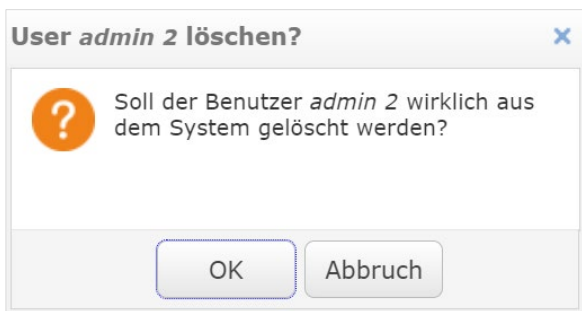 User admin 2 löschen?
Soll der Benutzer admin 2 wirklich aus
dem System gelöscht werden?
OK
Abbruch